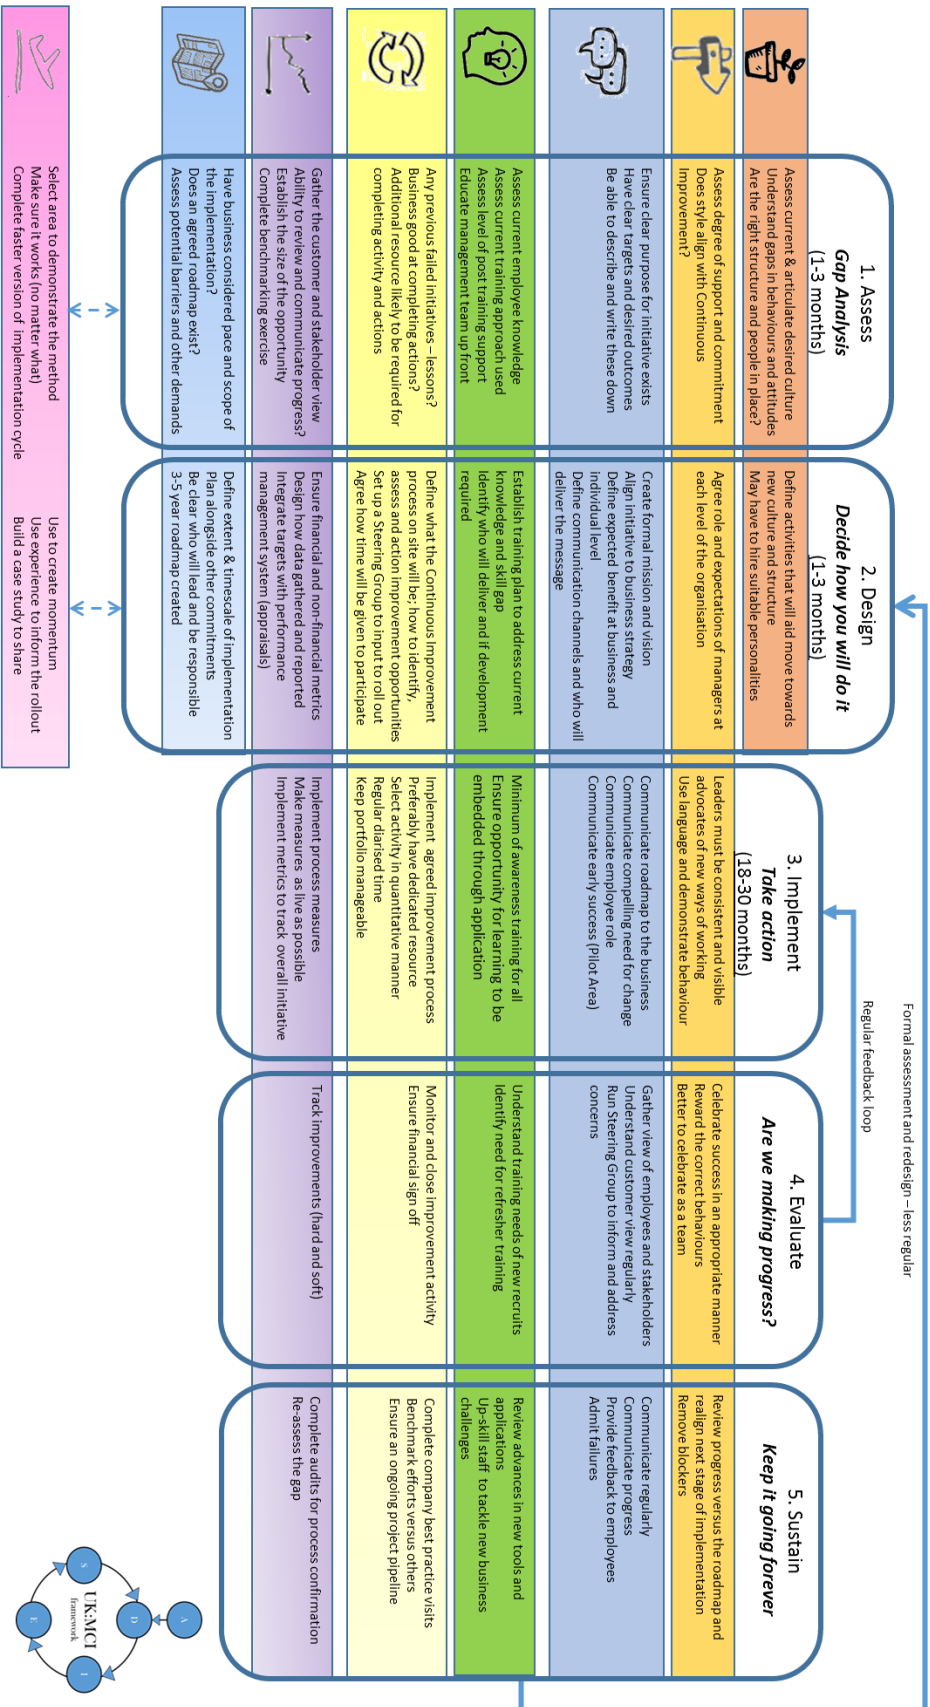 Formal assessment and redesign – less regular
Regular feedback loop
1. Assess
Gap Analysis
(1-3 months)
2. Design
Decide how you will do it
(1-3 months)
3. Implement
Take action
(18-30 months)
4. Evaluate
Are we making progress?
5. Sustain
Keep it going forever
Assess current & articulate desired culture
Understand gaps in behaviours and attitudes
Are the right structure and people in place?
Define activities that will aid move towards
new culture and structure
May have to hire suitable personalities
Assess degree of support and commitment
Does style align with Continuous
Improvement?
Agree role and expectations of managers at
each level of the organisation
Leaders must be consistent and visible
advocates of new ways of working
Use language and demonstrate behaviour
Celebrate success in an appropriate manner
Reward the correct behaviours
Better to celebrate as a team
Review progress versus the roadmap and
realign next stage of implementation
Remove blockers
Ensure clear purpose for initiative exists
Have clear targets and desired outcomes
Be able to describe and write these down
Create formal mission and vision
Align initiative to business strategy
Define expected benefit at business and
individual level
Define communication channels and who will
deliver the message
Communicate roadmap to the business
Communicate compelling need for change
Communicate employee role
Communicate early success (Pilot Area)
Gather view of employees and stakeholders
Understand customer view regularly
Run Steering Group to inform and address
concerns
Communicate regularly
Communicate progress
Provide feedback to employees
Admit failures
Assess current employee knowledge
Assess current training approach used
Assess level of post training support
Educate management team up front
Establish training plan to address current
knowledge and skill gap
Identify who will deliver and if development
required
Minimum of awareness training for all
Ensure opportunity for learning to be
embedded through application
Understand training needs of new recruits
Identify need for refresher training
Review advances in new tools and
applications
Up-skill staff to tackle new business
challenges
Any previous failed initiatives – lessons?
Business good at completing actions?
Additional resource likely to be required for
completing activity and actions
Define what the Continuous Improvement
process on site will be; how to identify,
assess and action improvement opportunities
Set up a Steering Group to input to roll out
Agree how time will be given to participate
Implement agreed improvement process
Preferably have dedicated resource
Select activity in quantitative manner
Regular diarised time
Keep portfolio manageable
Monitor and close improvement activity
Ensure financial sign off
Complete company best practice visits
Benchmark efforts versus others
Ensure an ongoing project pipeline
Gather the customer and stakeholder view
Ability to review and communicate progress?
Establish the size of the opportunity
Complete benchmarking exercise
Ensure financial and non-financial metrics
Design how data gathered and reported
Integrate targets with performance
management system (appraisals)
Implement process measures
Make measures as live as possible
Implement metrics to track overall initiative
Track improvements (hard and soft)
Complete audits for process confirmation
Re-assess the gap
Have business considered pace and scope of
the implementation?
Does an agreed roadmap exist?
Assess potential barriers and other demands
Define extent & timescale of implementation
Plan alongside other commitments
Be clear who will lead and be responsible
3-5 year roadmap created
Select area to demonstrate the method
Make sure it works (no matter what)
Complete faster version of implementation cycle
Use to create momentum
Use experience to inform the rollout
Build a case study to share
A
S
D
UK:MCI
framework
E
I